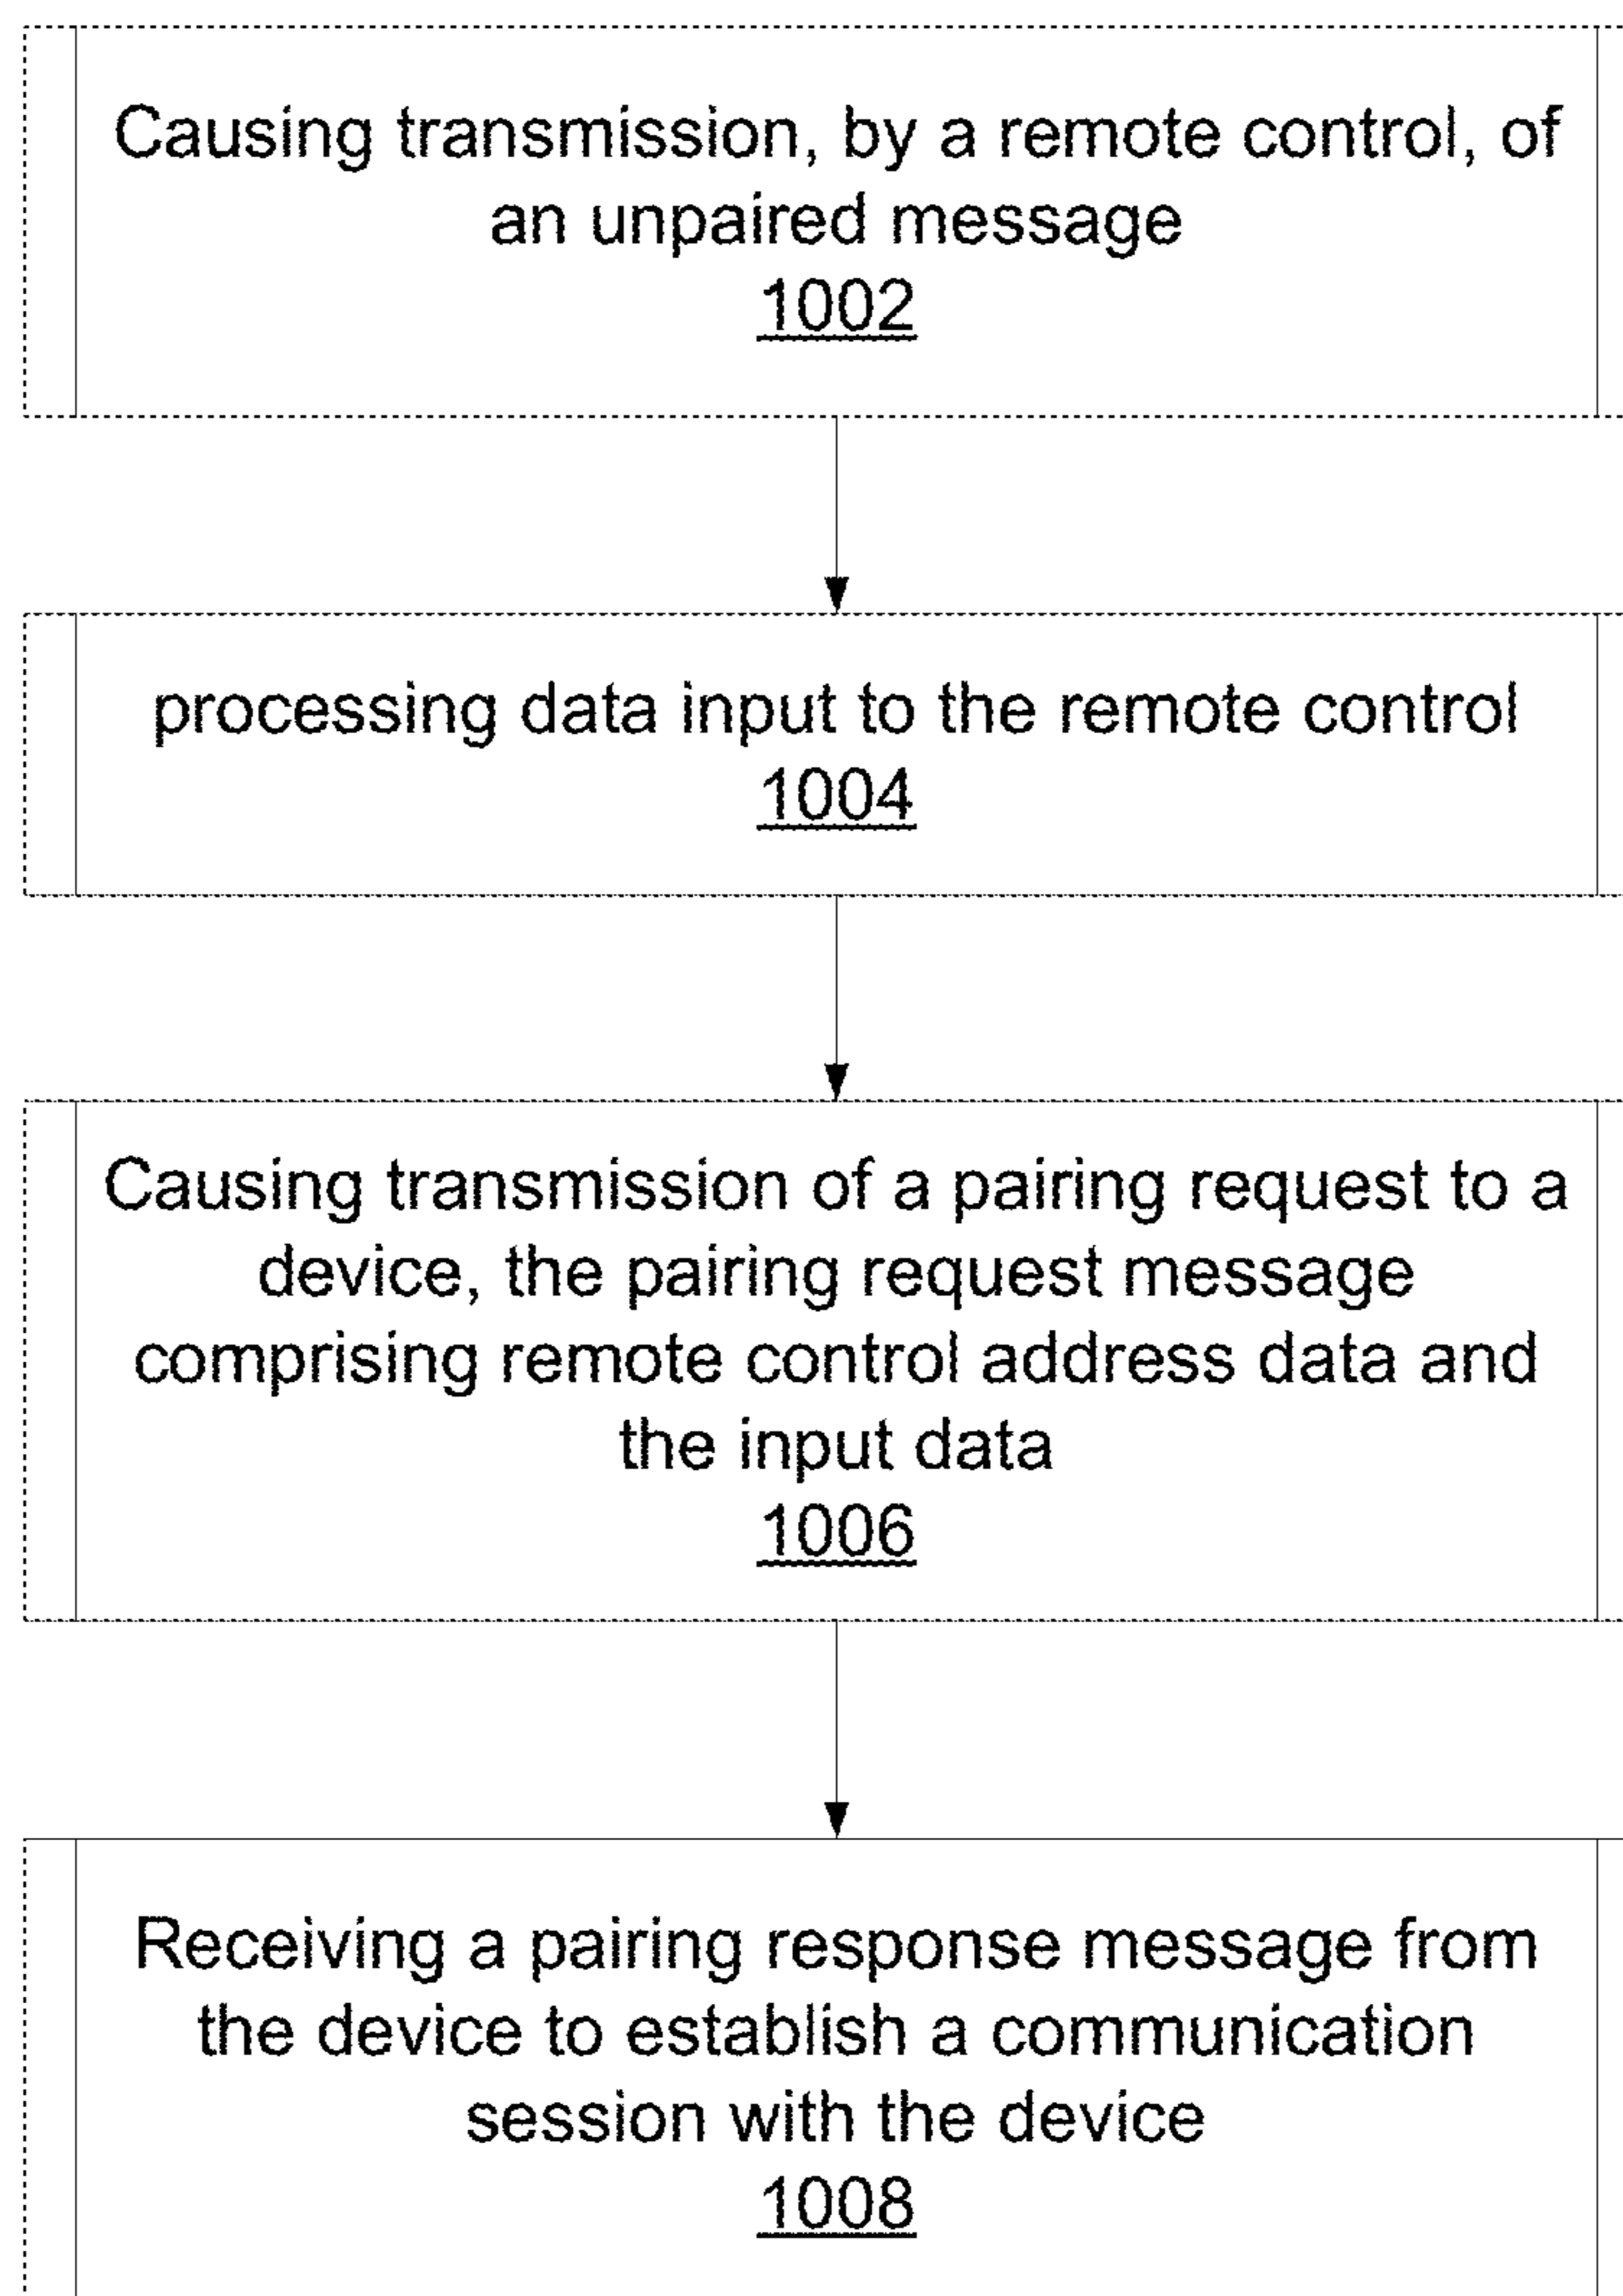 Causing transmission, by a remote control, of
an unpaired message
1002
processing data input to the remote control
1004
Causing transmission of a pairing request to a
device, the pairing request message
comprising remote control address data and
the input data
1006
Receiving a pairing response message from
the device to establish a communication
session with the device
1008